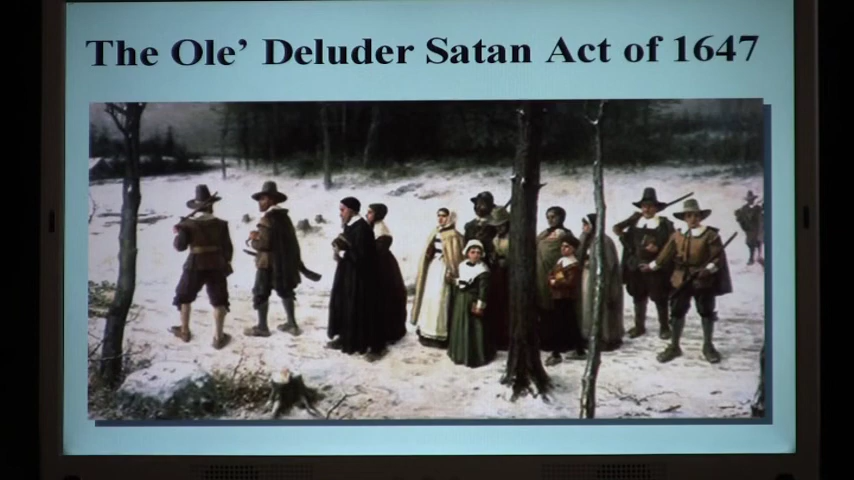 The Ole’ Deluder Satan Act of 1647